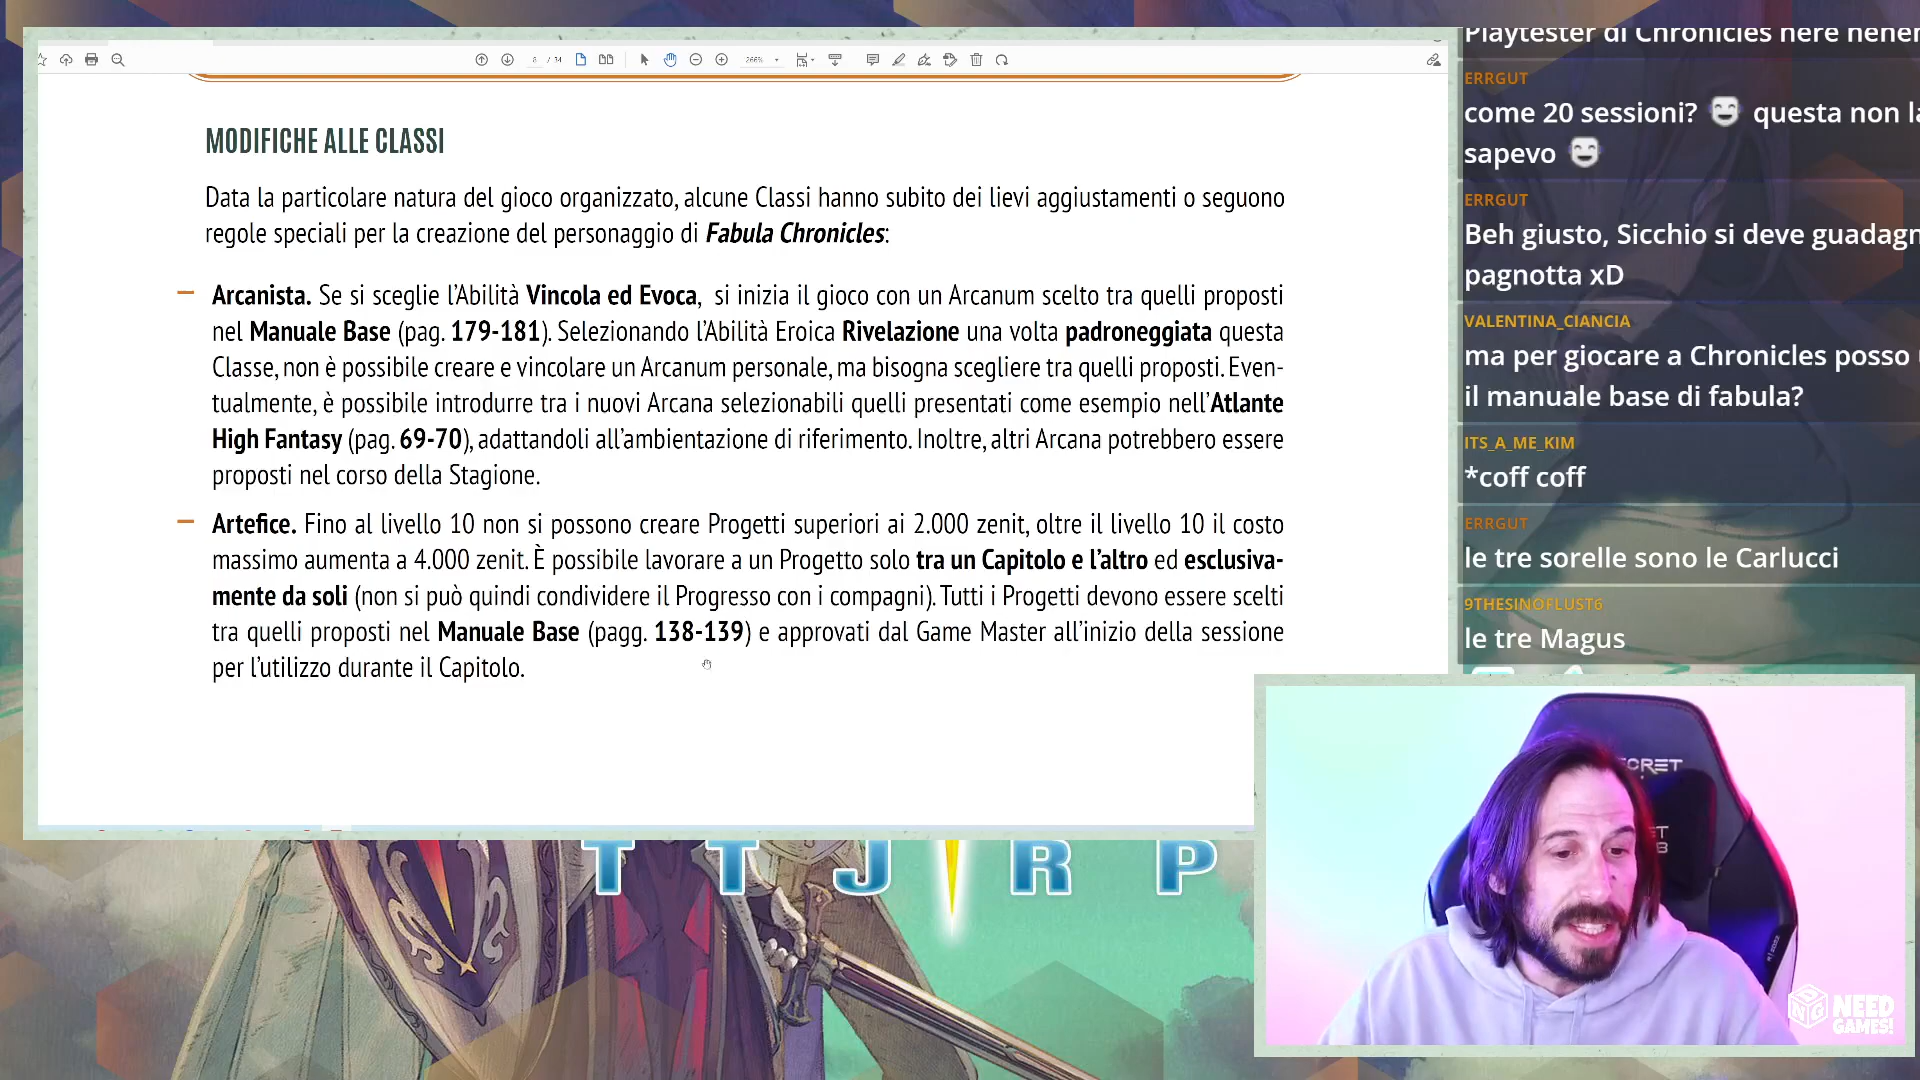 8 / 34
266%
MODIFICHE ALLE CLASSI
Data la particolare natura del gioco organizzato, alcune Classi hanno subito dei lievi aggiustamenti o seguono
regole speciali per la creazione del personaggio di Fabula Chronicles:
– Arcanista. Se si sceglie l'Abilità Vincola ed Evoca, si inizia il gioco con un Arcanum scelto tra quelli proposti
nel Manuale Base (pag. 179-181). Selezionando l'Abilità Eroica Rivelazione una volta padroneggiata questa
Classe, non è possibile creare e vincolare un Arcanum personale, ma bisogna scegliere tra quelli proposti. Even-
tualmente, è possibile introdurre tra i nuovi Arcana selezionabili quelli presentati come esempio nell'Atlante
High Fantasy (pag. 69-70), adattandoli all'ambientazione di riferimento. Inoltre, altri Arcana potrebbero essere
proposti nel corso della Stagione.
– Artefice. Fino al livello 10 non si possono creare Progetti superiori ai 2.000 zenit, oltre il livello 10 il costo
massimo aumenta a 4.000 zenit. È possibile lavorare a un Progetto solo tra un Capitolo e l'altro ed esclusiva-
mente da soli (non si può quindi condividere il Progresso con i compagni). Tutti i Progetti devono essere scelti
tra quelli proposti nel Manuale Base (pagg. 138-139) e approvati dal Game Master all'inizio della sessione
per l'utilizzo durante il Capitolo.
Playtester di Chronicles here hehe
ERRGUT
come 20 sessioni? questa non la
sapevo
ERRGUT
Beh giusto, Sicchio si deve guadagn
pagnotta xD
VALENTINA_CIANCIA
ma per giocare a Chronicles posso
il manuale base di fabula?
ITS_A_ME_KIM
*coff coff
ERRGUT
le tre sorelle sono le Carlucci
9THESINOFLUST6
le tre Magus
TTJRP
NEED
GAMES!